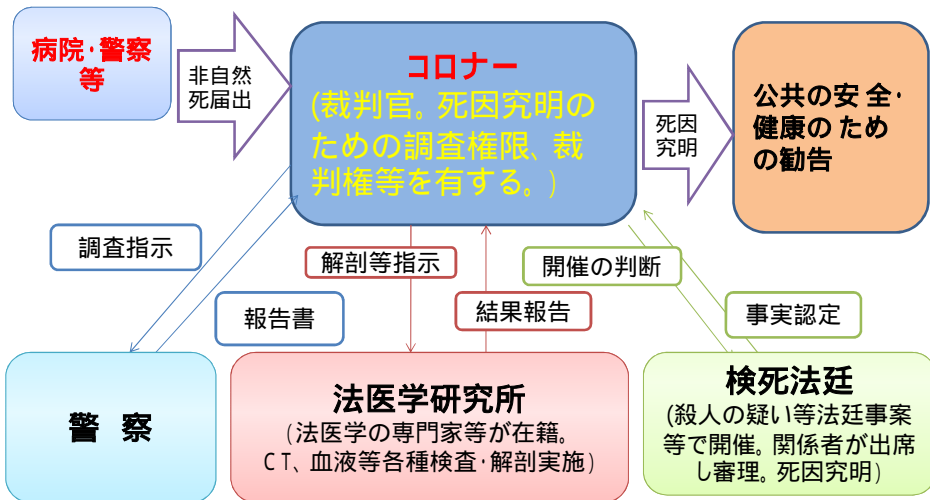 病院・警察
等
非自然
死届出
コロナー
(裁判官。死因究明の
ための調査権限、裁
判権等を有する。)
死因
究明
公共の安 全・
健康の ため
の勧告
調査指示
報告書
解剖等指示
結果報告
開催の判断
事実認定
警 察
法医学研究所
(法医学の専門家等が在籍。
CT、血液等各種検査・解剖実施)
検死法廷
(殺人の疑い等法廷事案
等で開催。関係者が出席
し審理。死因究明)